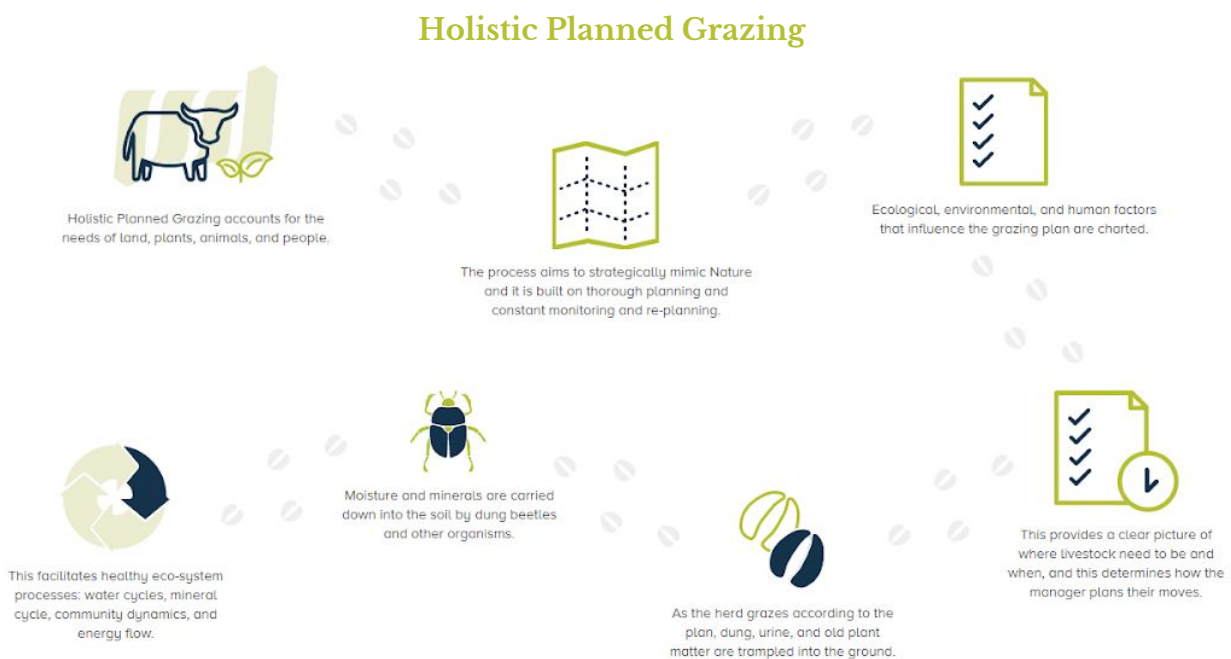 Holistic Planned Grazing
Holistic Planned Grazing accounts for the
needs of land, plants, animals, and people.
The process aims to strategically mimic Nature
and it is built on thorough planning and
constant monitoring and re-planning.
Ecological, environmental, and human factors
that influence the grazing plan are charted.
This provides a clear picture of
where livestock need to be and
when, and this determines how the
manager plans their moves.
As the herd grazes according to the
plan, dung, urine, and old plant
matter are trampled into the ground.
Moisture and minerals are carried
down into the soil by dung beetles
and other organisms.
This facilitates healthy eco-system
processes: water cycles, mineral
cycle, community dynamics, and
energy flow.